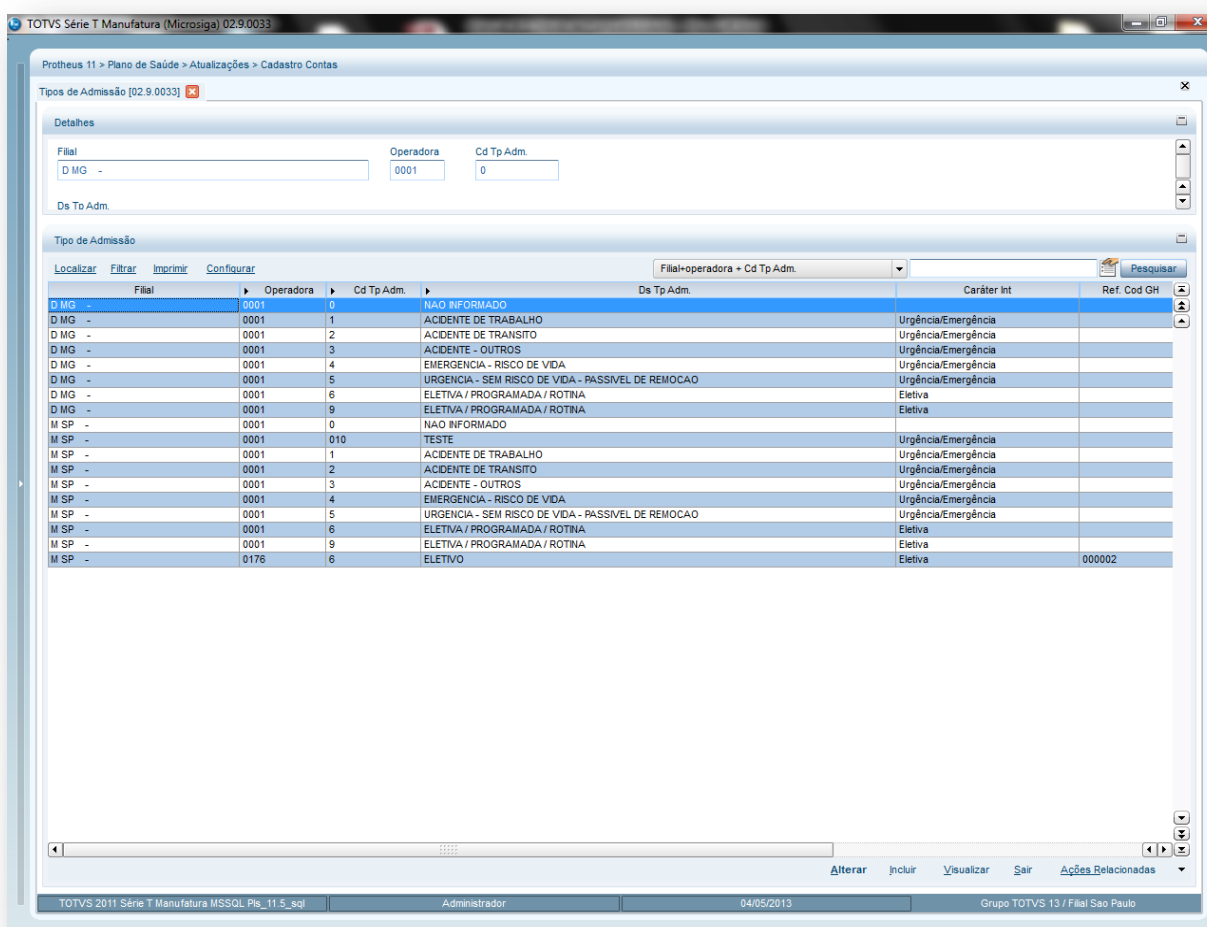 TOTVS Série T Manufatura (Microsiga) 02.9.0033
Protheus 11 > Plano de Saúde > Atualizações > Cadastro Contas
Tipos de Admissão [02.9.0033]
Detalhes
Filial Operadora Cd Tp Adm.
D MG - 0001 0
Ds Tp Adm.
Tipo de Admissão
Localizar Filtrar Imprimir Configurar Filial+operadora + Cd Tp Adm. Pesquisar
Filial Operadora Cd Tp Adm. Ds Tp Adm. Caráter Int Ref. Cod GH
D MG - 0001 0 NAO INFORMADO
D MG - 0001 1 ACIDENTE DE TRABALHO Urgência/Emergência
D MG - 0001 2 ACIDENTE DE TRANSITO Urgência/Emergência
D MG - 0001 3 ACIDENTE - OUTROS Urgência/Emergência
D MG - 0001 4 EMERGENCIA - RISCO DE VIDA Urgência/Emergência
D MG - 0001 5 URGENCIA - SEM RISCO DE VIDA - PASSIVEL DE REMOCAO Urgência/Emergência
D MG - 0001 6 ELETIVA / PROGRAMADA / ROTINA Eletiva
D MG - 0001 9 ELETIVA / PROGRAMADA / ROTINA Eletiva
M SP - 0001 0 NAO INFORMADO
M SP - 0001 010 TESTE Urgência/Emergência
M SP - 0001 1 ACIDENTE DE TRABALHO Urgência/Emergência
M SP - 0001 2 ACIDENTE DE TRANSITO Urgência/Emergência
M SP - 0001 3 ACIDENTE - OUTROS Urgência/Emergência
M SP - 0001 4 EMERGENCIA - RISCO DE VIDA Urgência/Emergência
M SP - 0001 5 URGENCIA - SEM RISCO DE VIDA - PASSIVEL DE REMOCAO Urgência/Emergência
M SP - 0001 6 ELETIVA / PROGRAMADA / ROTINA Eletiva
M SP - 0001 9 ELETIVA / PROGRAMADA / ROTINA Eletiva
M SP - 0176 6 ELETIVO Eletiva 000002
Alterar Incluir Visualizar Sair Ações Relacionadas
TOTVS 2011 Série T Manufatura MSSQL Pls_11.5_sql Administrador 04/05/2013 Grupo TOTVS 13 / Filial Sao Paulo